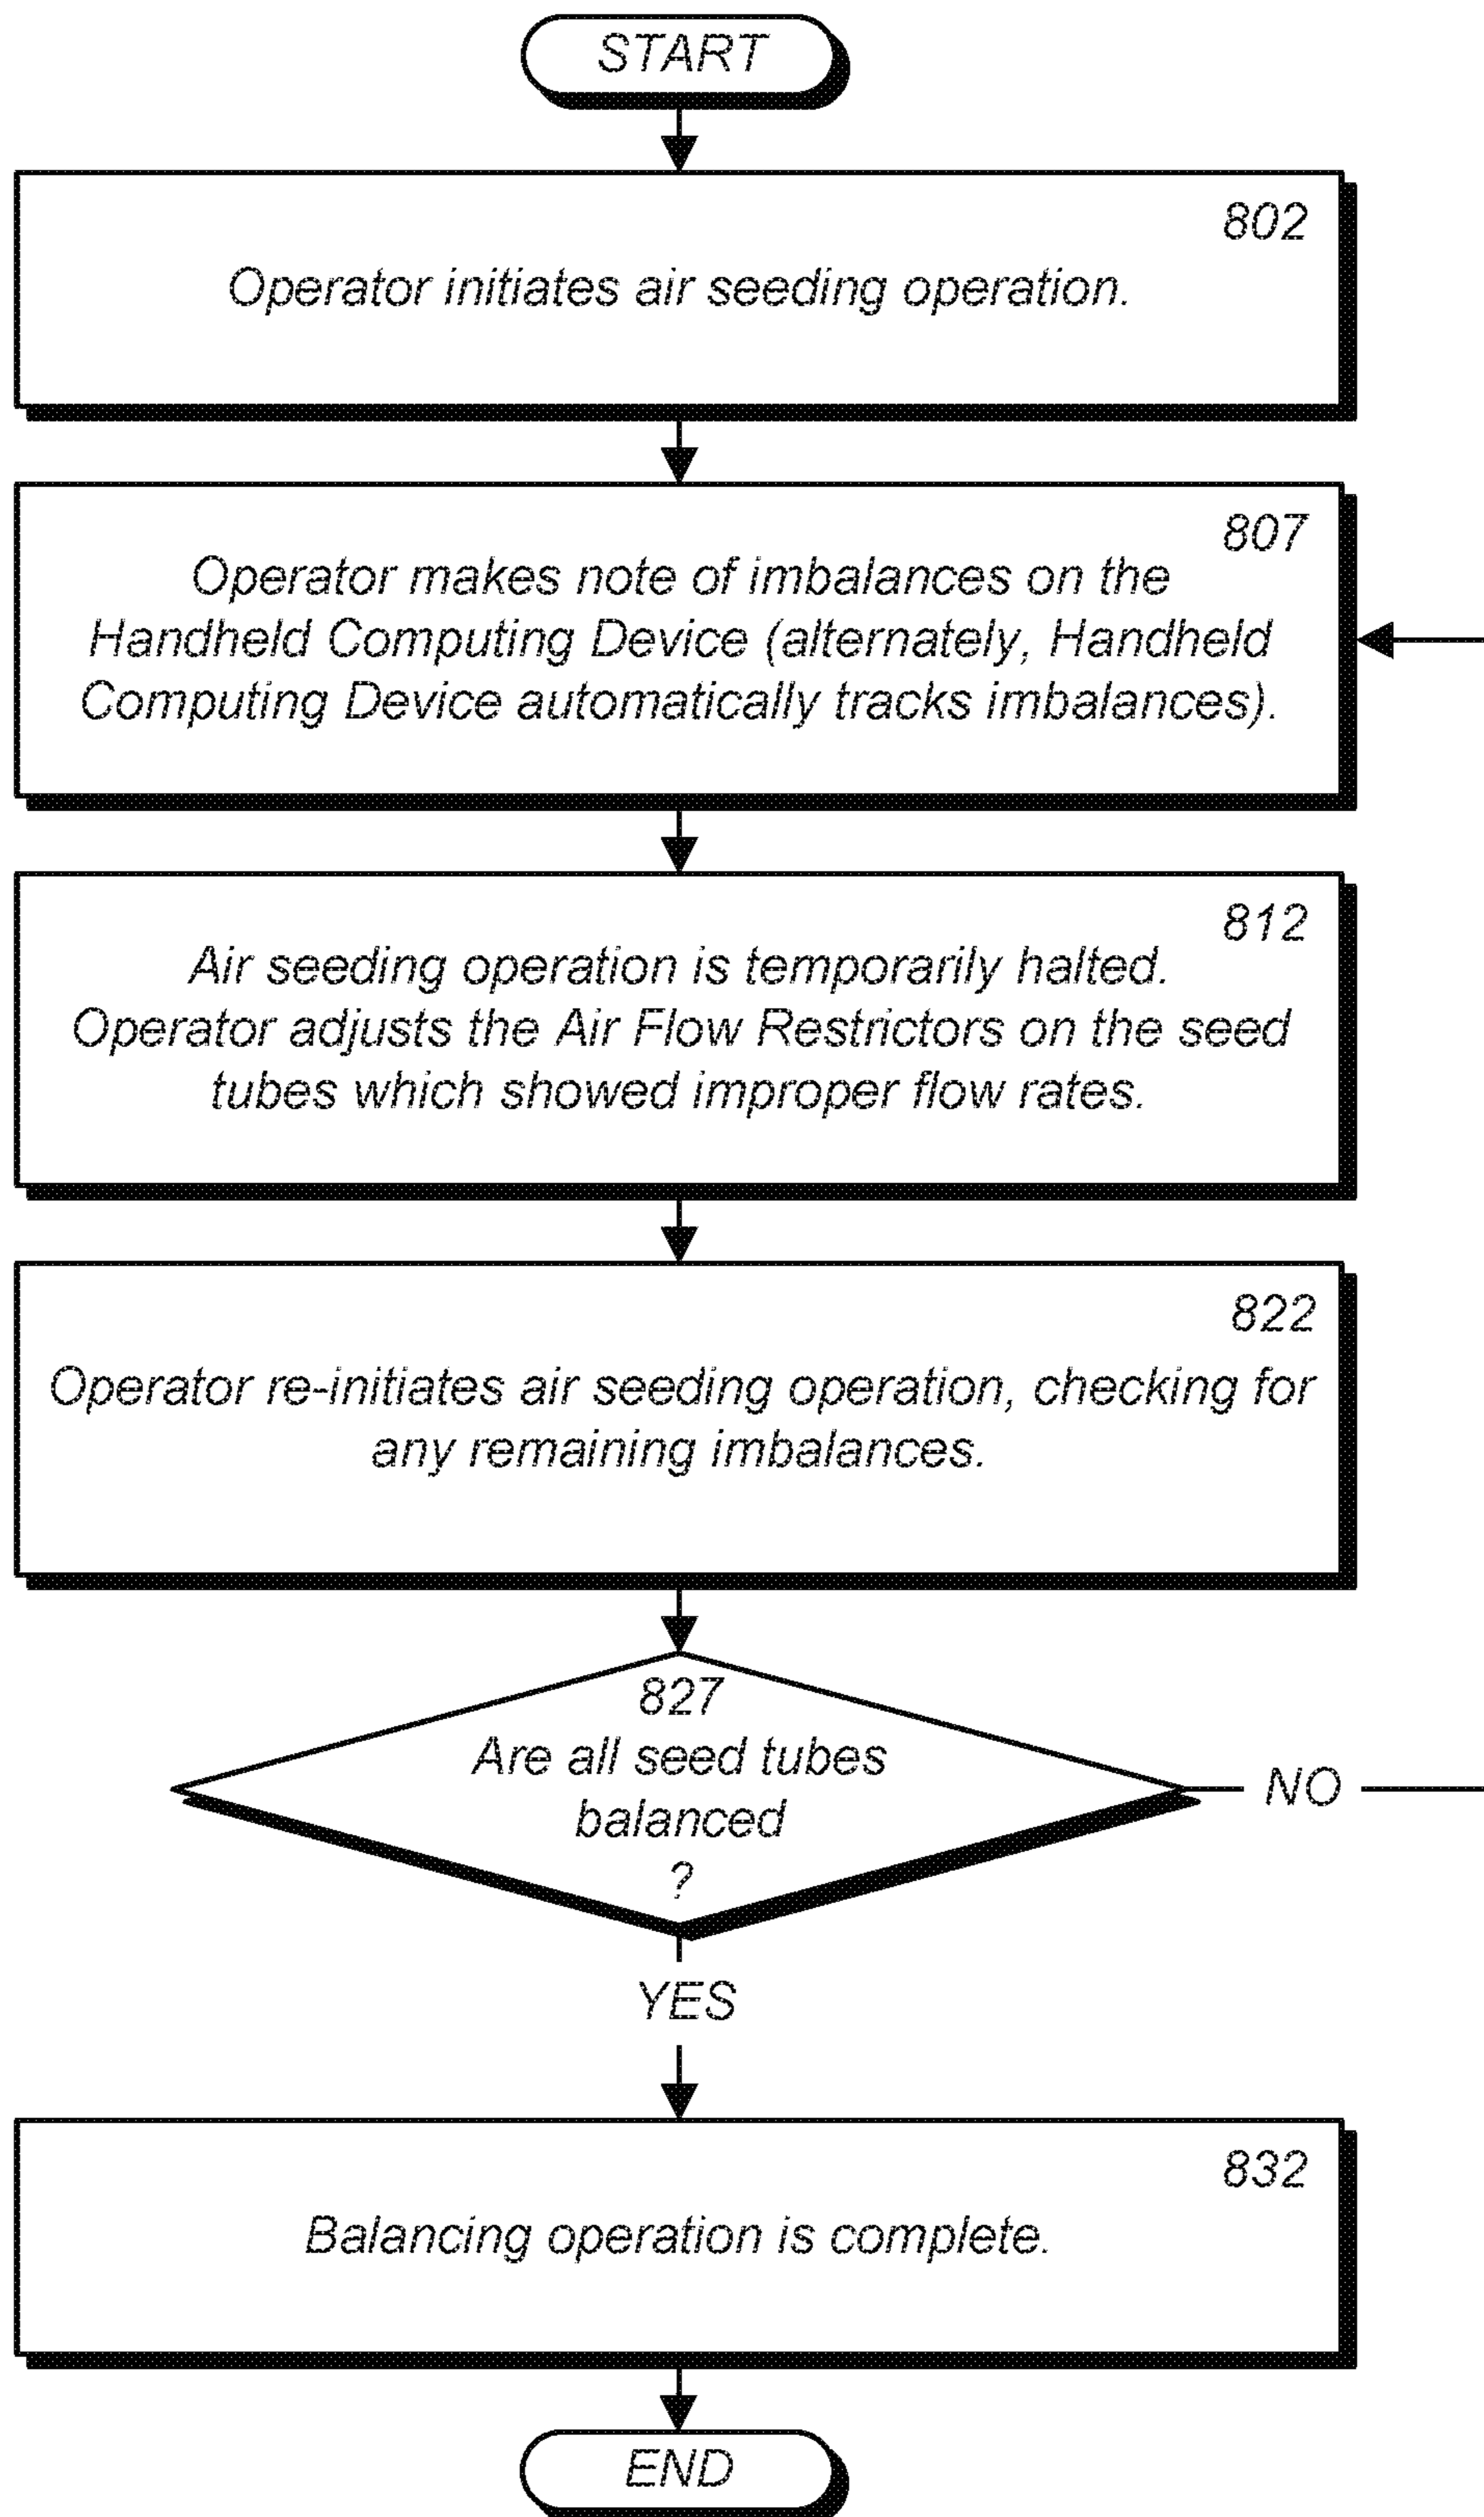 START
802
Operator initiates air seeding operation.
807
Operator makes note of imbalances on the
Handheld Computing Device (alternately, Handheld
Computing Device automatically tracks imbalances).
812
Air seeding operation is temporarily halted.
Operator adjusts the Air Flow Restrictors on the seed
tubes which showed improper flow rates.
822
Operator re-initiates air seeding operation, checking for
any remaining imbalances.
827
Are all seed tubes
balanced
?
NO
YES
832
Balancing operation is complete.
END